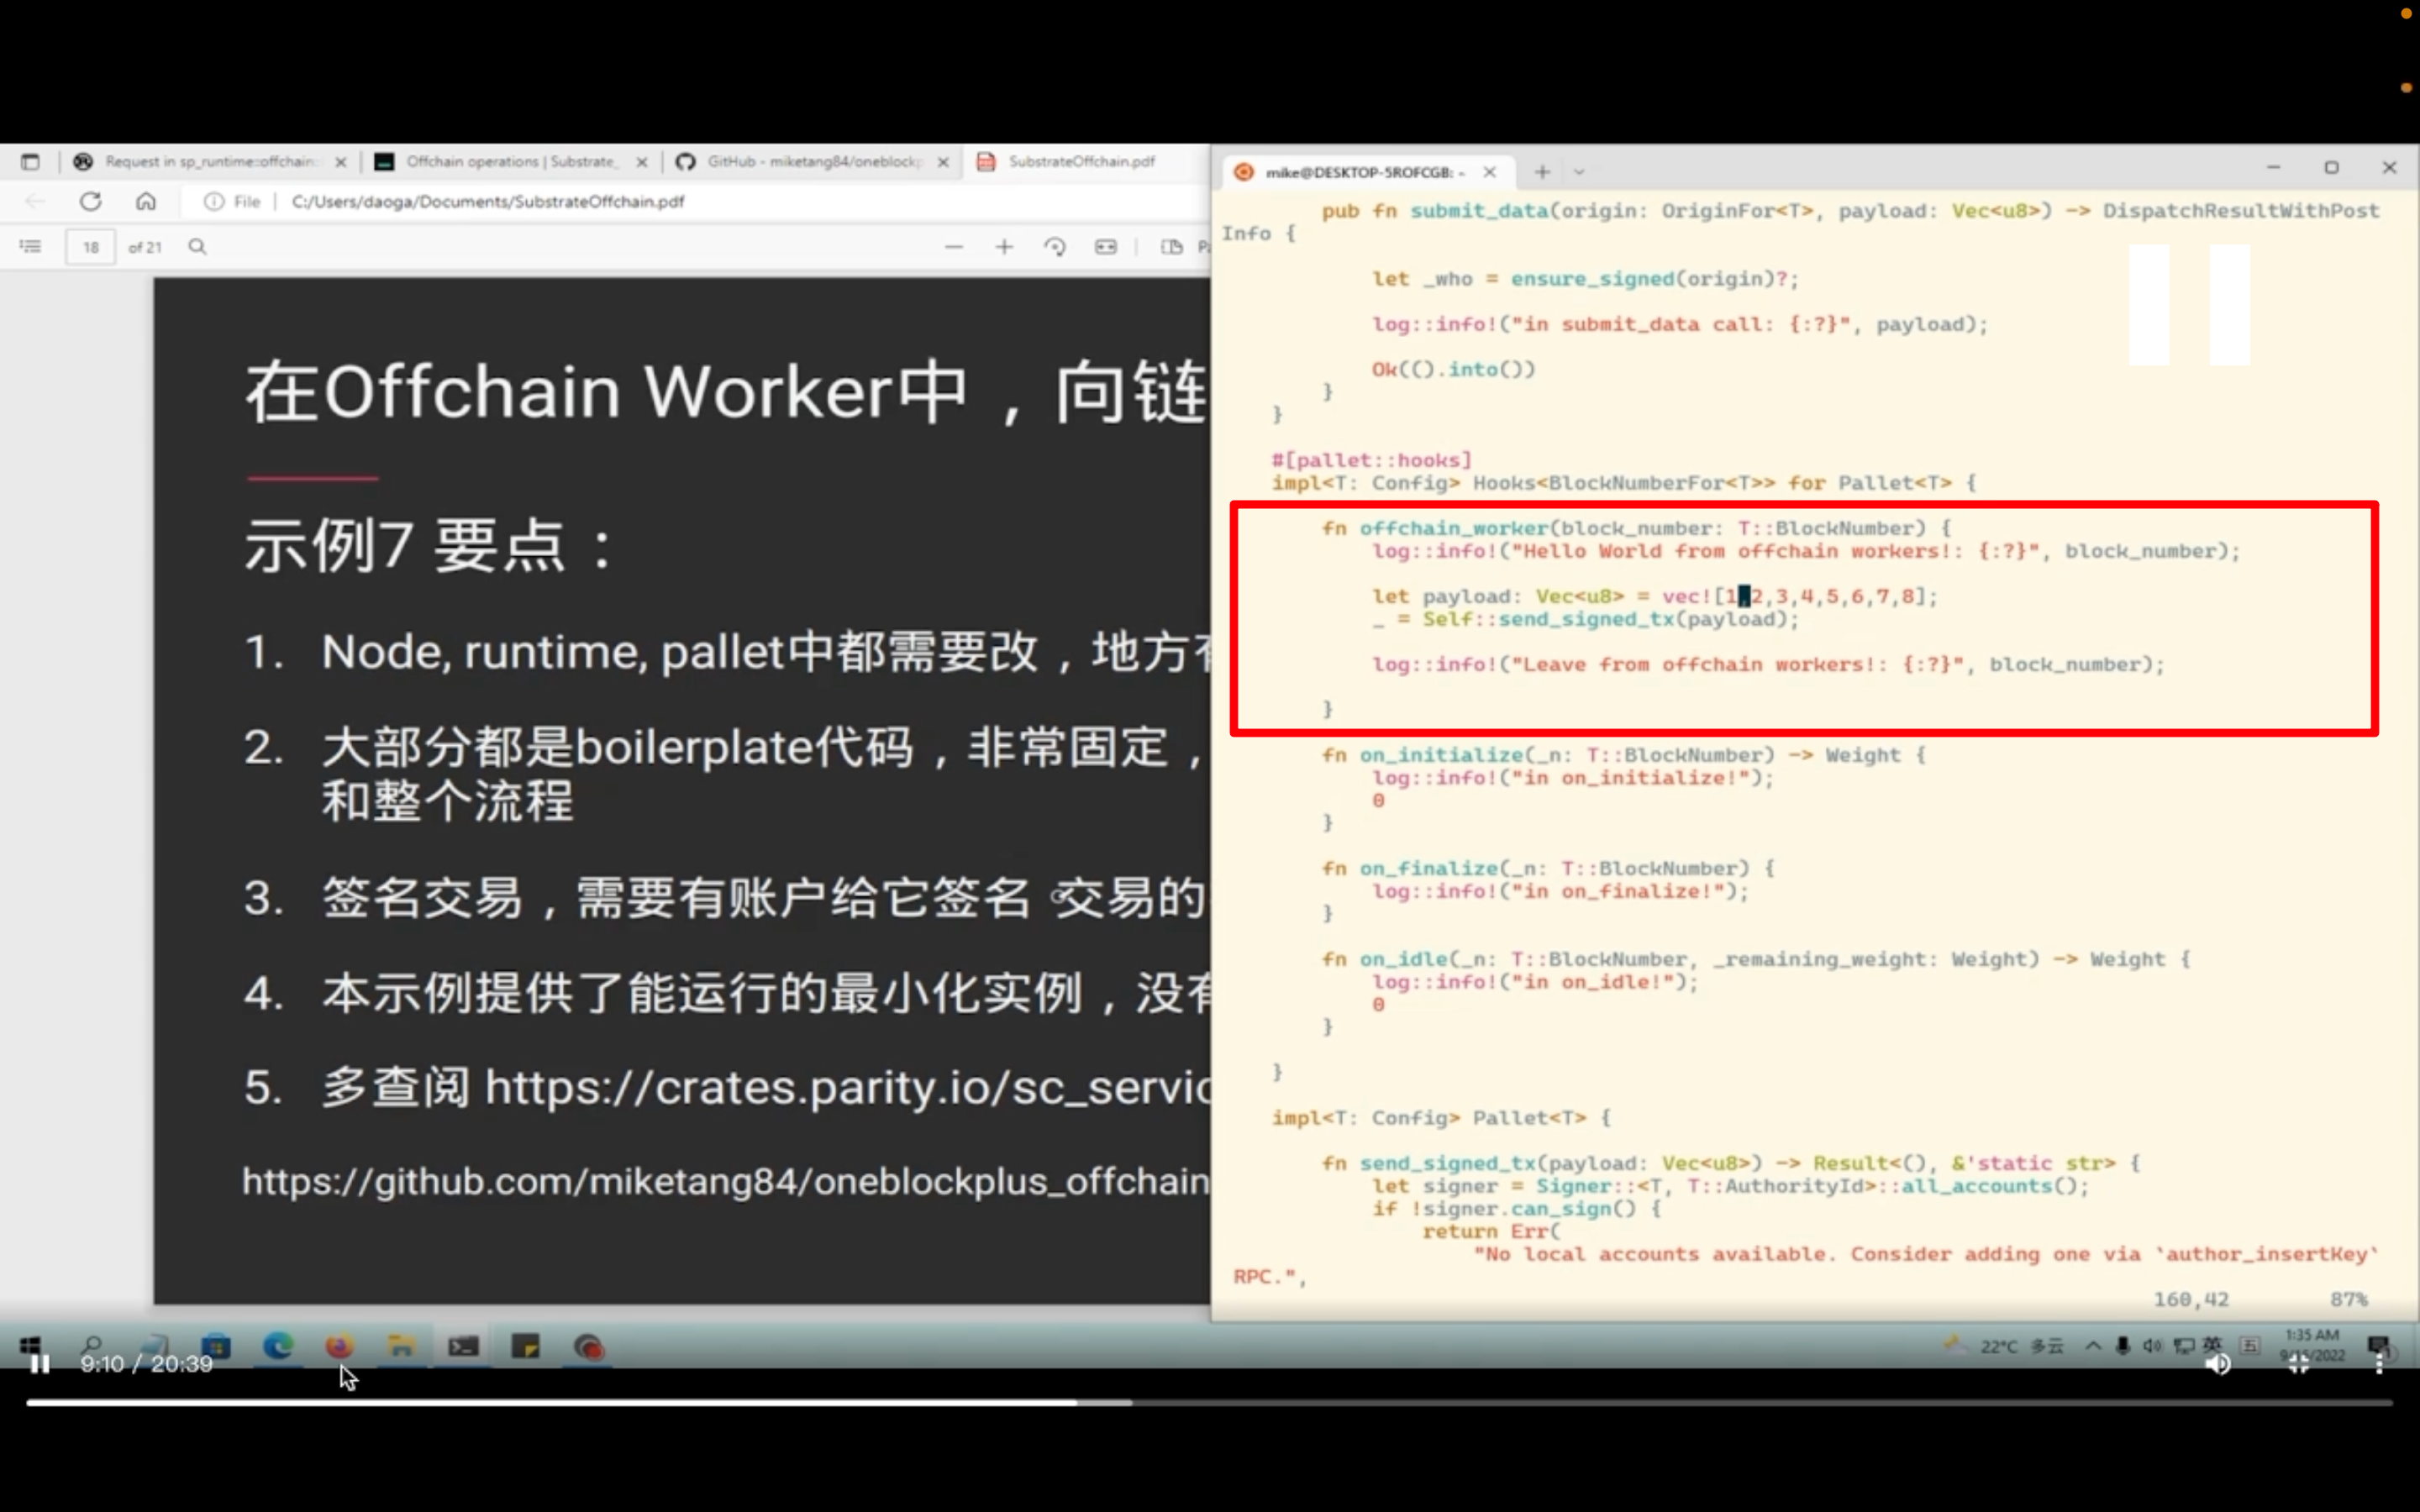 Request in sp_runtime::offchain:
Offchain operations | Substrate_
GitHub - miketang84/oneblockp
SubstrateOffchain.pdf
File
C:/Users/daoga/Documents/SubstrateOffchain.pdf
18 of 21
在Offchain Worker中，向链
示例7 要点：
1. Node, runtime, pallet中都需要改，地方有
2. 大部分都是boilerplate代码，非常固定，
和整个流程
3. 签名交易，需要有账户给它签名 交易的
4. 本示例提供了能运行的最小化实例，没有
5. 多查阅 https://crates.parity.io/sc_servic
https://github.com/miketang84/oneblockplus_offchain
mike@DESKTOP-5ROFCGB: ~
pub fn submit_data(origin: OriginFor<T>, payload: Vec<u8>) -> DispatchResultWithPost
Info {
let _who = ensure_signed(origin)?;
log::info!("in submit_data call: {:?}", payload);
Ok(().into())
}
}
#[pallet::hooks]
impl<T: Config> Hooks<BlockNumberFor<T>> for Pallet<T> {
fn offchain_worker(block_number: T::BlockNumber) {
log::info!("Hello World from offchain workers!: {:?}", block_number);
let payload: Vec<u8> = vec![1,2,3,4,5,6,7,8];
_ = Self::send_signed_tx(payload);
log::info!("Leave from offchain workers!: {:?}", block_number);
}
fn on_initialize(_n: T::BlockNumber) -> Weight {
log::info!("in on_initialize!");
0
}
fn on_finalize(_n: T::BlockNumber) {
log::info!("in on_finalize!");
}
fn on_idle(_n: T::BlockNumber, _remaining_weight: Weight) -> Weight {
log::info!("in on_idle!");
0
}
}
impl<T: Config> Pallet<T> {
fn send_signed_tx(payload: Vec<u8>) -> Result<(), &'static str> {
let signer = Signer::<T, T::AuthorityId>::all_accounts();
if !signer.can_sign() {
return Err(
"No local accounts available. Consider adding one via `author_insertKey`
RPC.",
160,42 87%
9:10 / 20:39
22°C 多云
英
五
1:35 AM